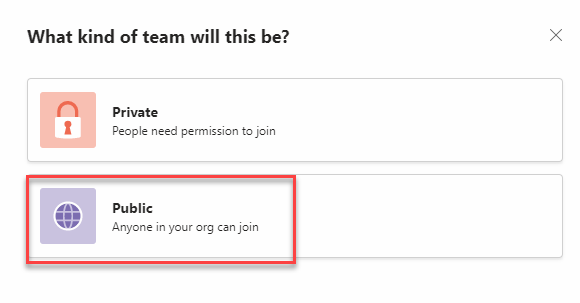 What kind of team will this be?
Private
People need permission to join
Public
Anyone in your org can join